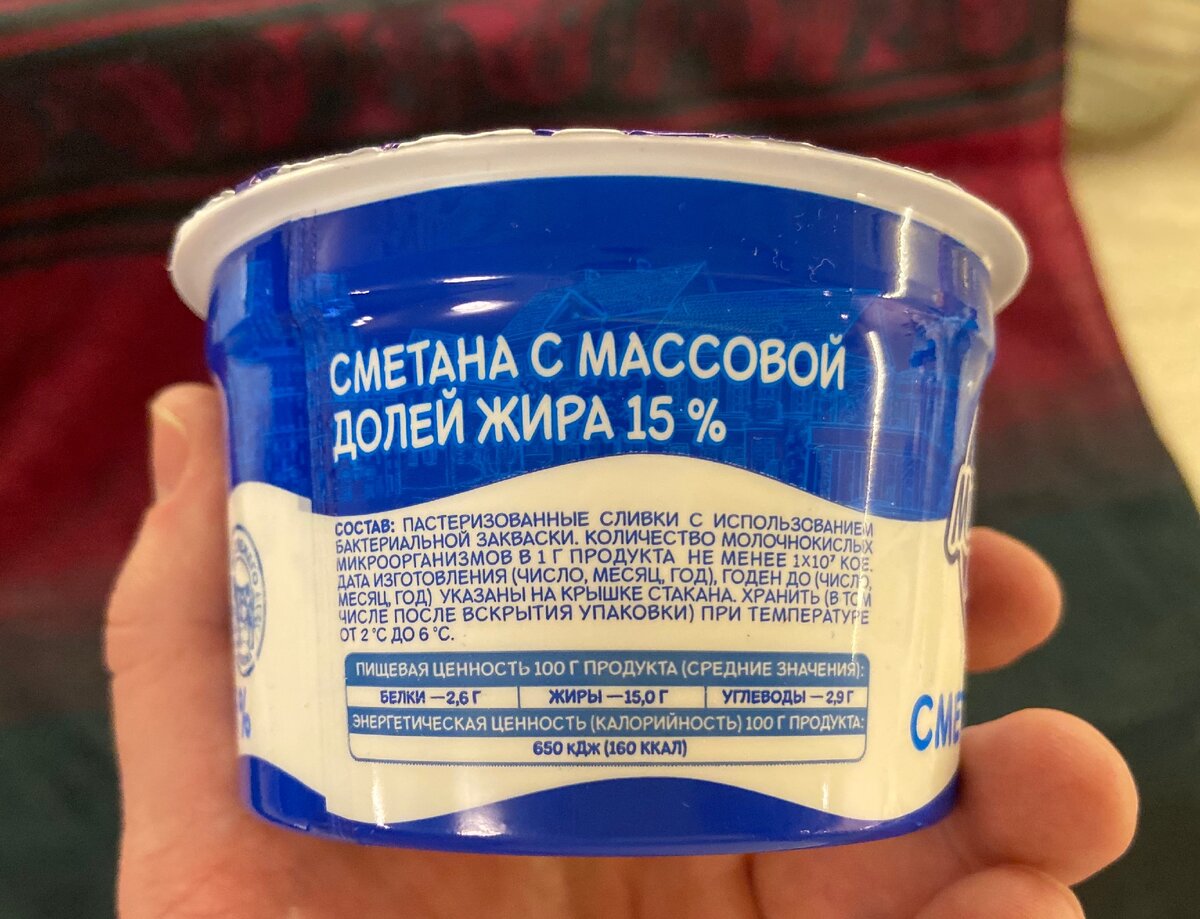 СМЕТАНА С МАССОВОЙ
ДОЛЕЙ ЖИРА 15 %
СОСТАВ: ПАСТЕРИЗОВАННЫЕ СЛИВКИ С ИСПОЛЬЗОВАНИЕМ
БАКТЕРИАЛЬНОЙ ЗАКВАСКИ. КОЛИЧЕСТВО МОЛОЧНОКИСЛЫХ
МИКРООРГАНИЗМОВ В 1 Г ПРОДУКТА НЕ МЕНЕЕ 1X10⁷ КОЕ.
ДАТА ИЗГОТОВЛЕНИЯ (ЧИСЛО, МЕСЯЦ, ГОД), ГОДЕН ДО (ЧИСЛО,
МЕСЯЦ, ГОД) УКАЗАНЫ НА КРЫШКЕ СТАКАНА. ХРАНИТЬ (В ТОМ
ЧИСЛЕ ПОСЛЕ ВСКРЫТИЯ УПАКОВКИ) ПРИ ТЕМПЕРАТУРЕ
ОТ 2 °С ДО 6 °С.
ПИЩЕВАЯ ЦЕННОСТЬ 100 Г ПРОДУКТА (СРЕДНИЕ ЗНАЧЕНИЯ):
БЕЛКИ —2,6 Г ЖИРЫ —15,0 Г УГЛЕВОДЫ —2,9 Г
ЭНЕРГЕТИЧЕСКАЯ ЦЕННОСТЬ (КАЛОРИЙНОСТЬ) 100 Г ПРОДУКТА:
650 кДж (160 ККАЛ)
%
СМЕ